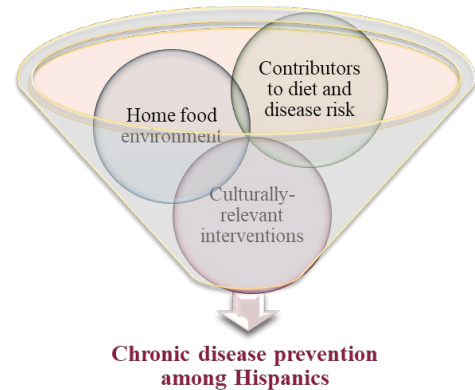 Contributors
to diet and
disease risk
Home food
environment
Culturally-
relevant
interventions
Chronic disease prevention
among Hispanics